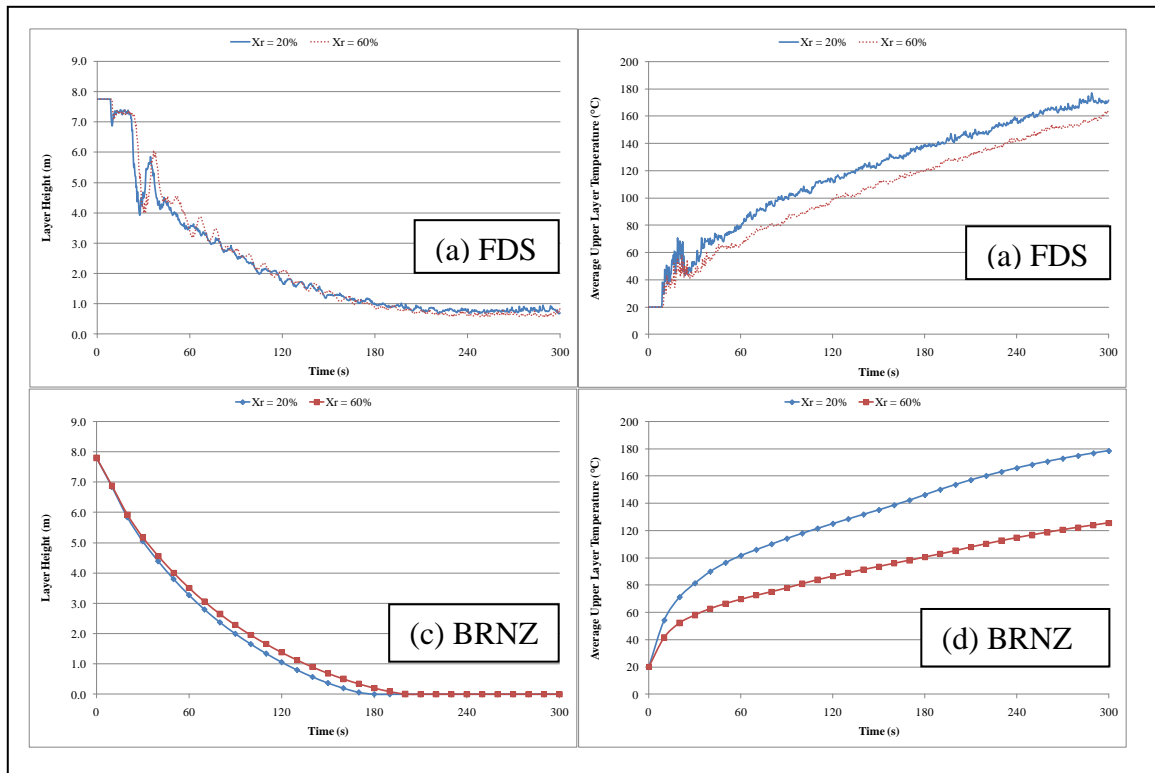 Xr = 20% Xr = 60%
9.0
8.0
7.0
6.0
5.0
4.0
3.0
2.0
1.0
0.0
Layer Height (m)
0 60 120 180 240 300
Time (s)
(a) FDS
Xr = 20% Xr = 60%
200
180
160
140
120
100
80
60
40
20
0
Average Upper Layer Temperature (°C)
0 60 120 180 240 300
Time (s)
(a) FDS
Xr = 20% Xr = 60%
9.0
8.0
7.0
6.0
5.0
4.0
3.0
2.0
1.0
0.0
Layer Height (m)
0 60 120 180 240 300
Time (s)
(c) BRNZ
Xr = 20% Xr = 60%
200
180
160
140
120
100
80
60
40
20
0
Average Upper Layer Temperature (°C)
0 60 120 180 240 300
Time (s)
(d) BRNZ